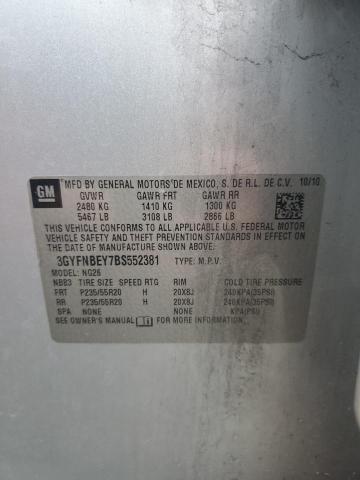 GM
MFD BY GENERAL MOTORS DE MEXICO, S. DE R.L. DE C.V. 10/10
GVWR GAWR FRT GAWR RR
2480 KG 1410 KG 1300 KG
5467 LB 3108 LB 2866 LB
THIS VEHICLE CONFORMS TO ALL APPLICABLE U.S. FEDERAL MOTOR
VEHICLE SAFETY AND THEFT PREVENTION STANDARDS IN EFFECT ON
THE DATE OF MANUFACTURE SHOWN ABOVE.
3GYFNBEY7BS552381 TYPE: M.P.V.
MODEL: NG26
NBB3 TIRE SIZE SPEED RTG RIM COLD TIRE PRESSURE
FRT P235/55R20 H 20X8J 240KPA(35PSI)
RR P235/55R20 H 20X8J 240KPA(35PSI)
SPA NONE NONE KPA(PSI)
SEE OWNER'S MANUAL FOR MORE INFORMATION.